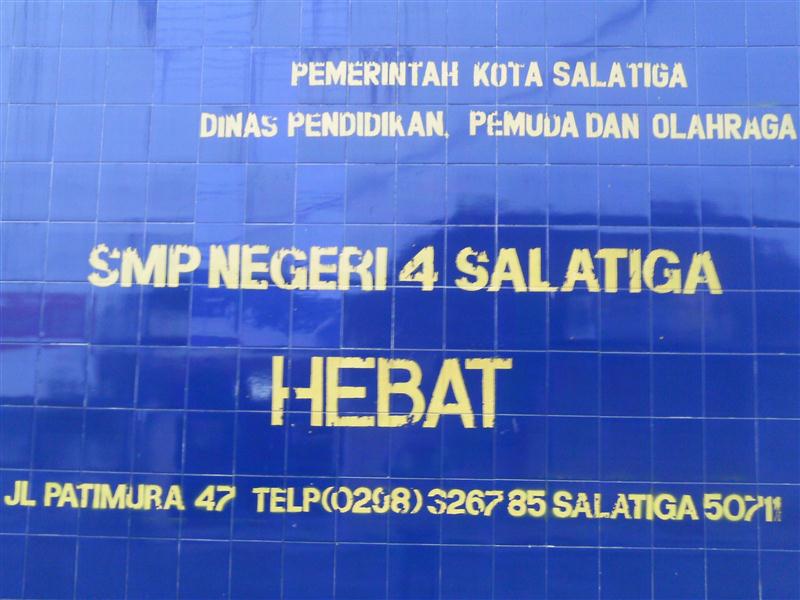 PEMERINTAH KOTA SALATIGA
DINAS PENDIDIKAN, PEMUDA DAN OLAHRAGA
SMP NEGERI 4 SALATIGA
HEBAT
JL PATIMURA 47 TELP(0298) 326785 SALATIGA 50711